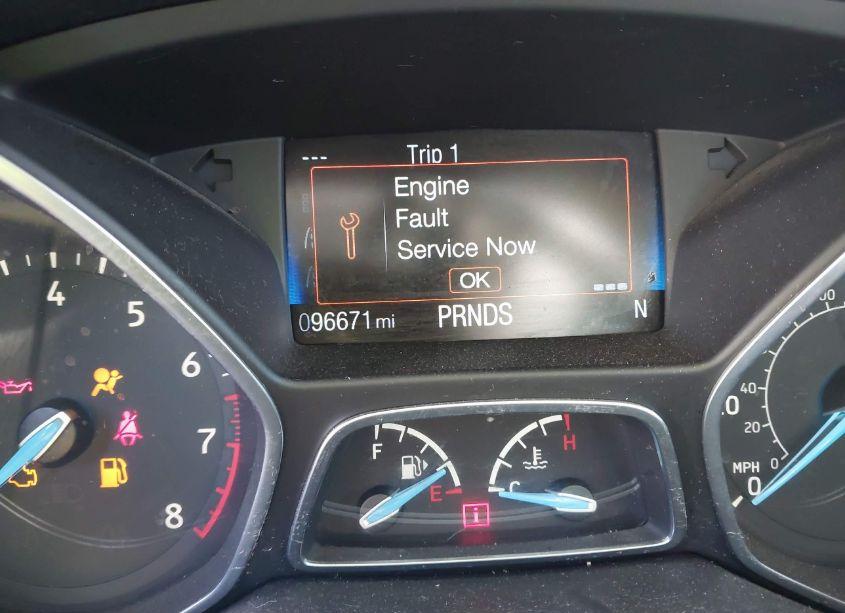 --- Trip 1
Engine
Fault
Service Now
OK
096671 mi PRNDS N
4
5
6
7
8
F
E
H
C
i
40
20
0
MPH
0